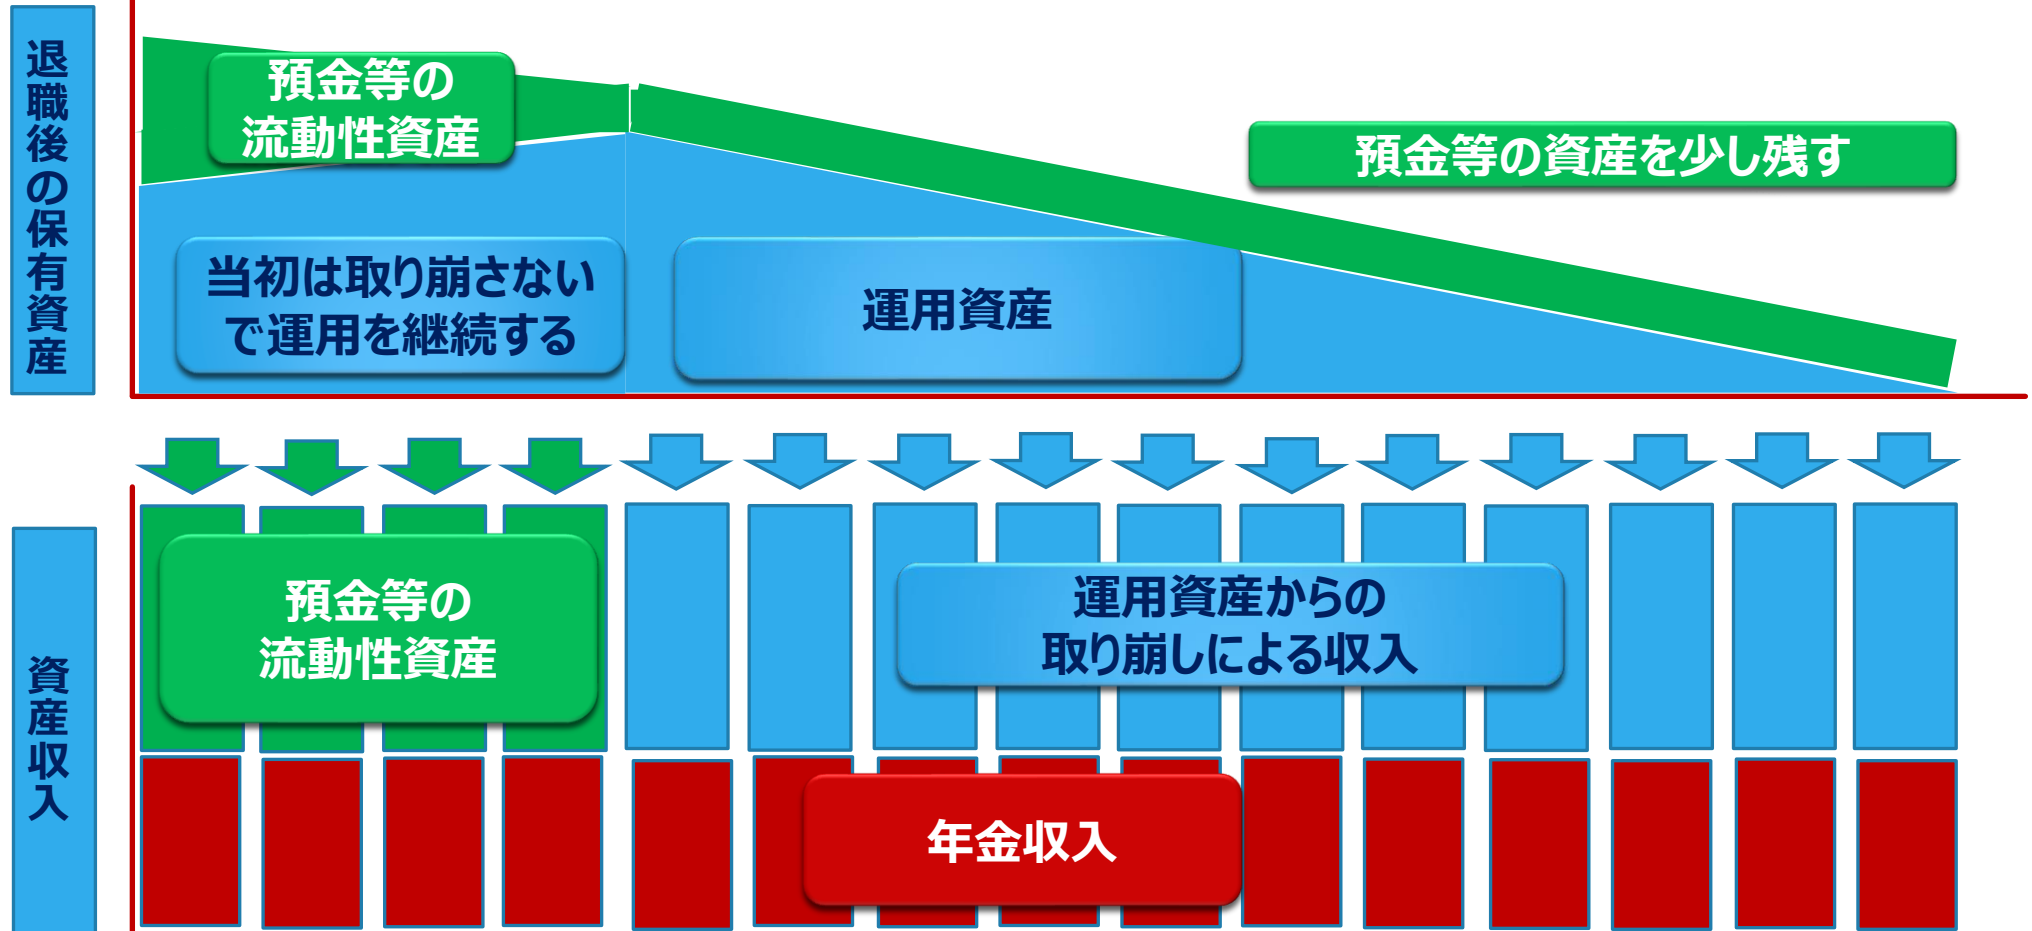 退職後の保有資産
預金等の
流動性資産
預金等の資産を少し残す
当初は取り崩さない
で運用を継続する
運用資産
資産収入
預金等の
流動性資産
運用資産からの
取り崩しによる収入
年金収入